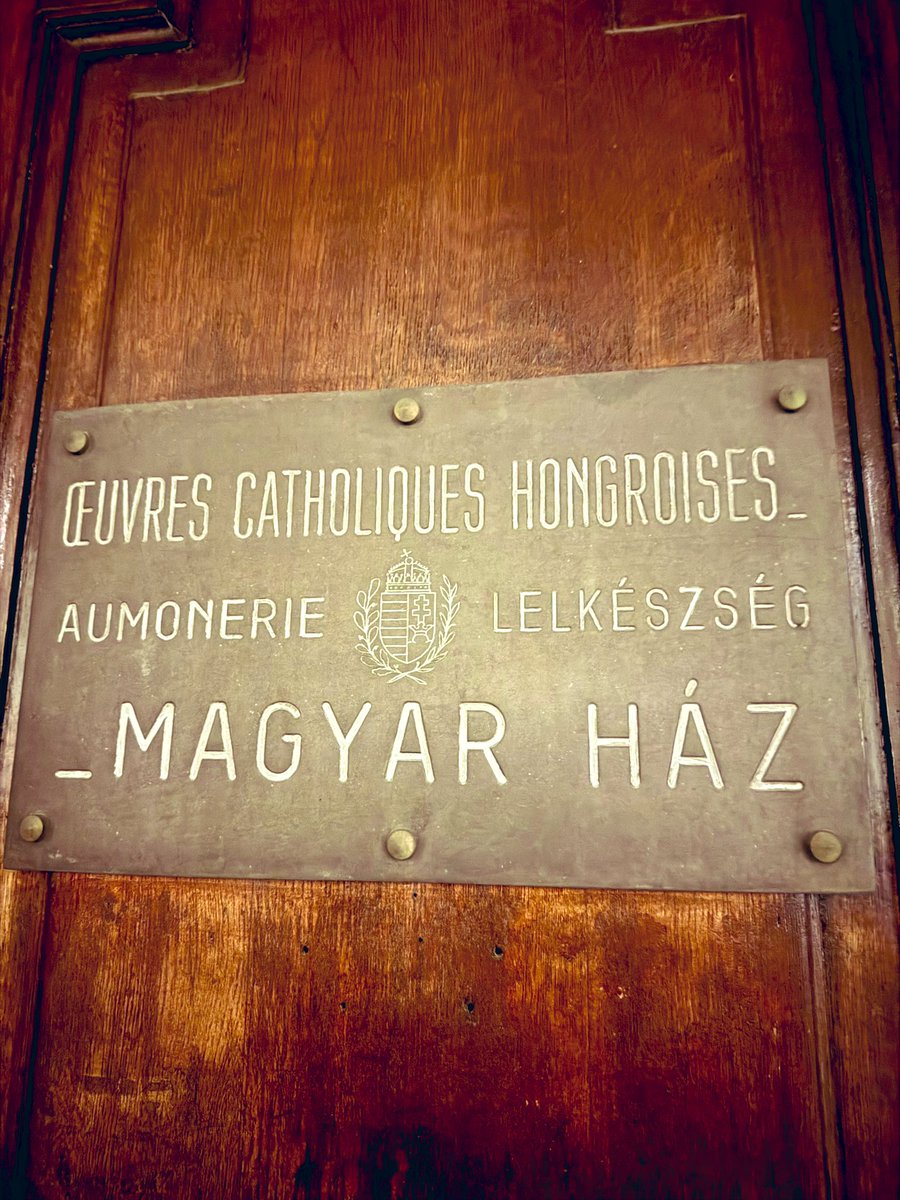 ŒUVRES CATHOLIQUES HONGROISES_
AUMONERIE LELKÉSZSÉG
_MAGYAR HÁZ